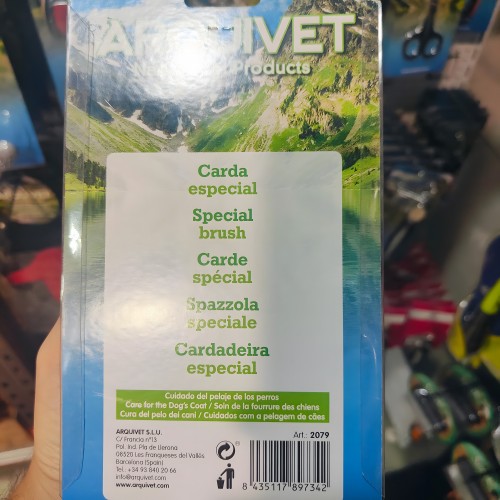 ARQUIVET
Products
Carda
especial
Special
brush
Carde
spécial
Spazzola
speciale
Cardadeira
especial
Cuidado del pelaje de los perros
Care for the Dog's Coat / Soin de la fourrure des chiens
Cura del pelo dei cani / Cuidados com a pelagem de cães
ARQUIVET S.L.U.
C/ Francia nº13
Pol. Ind. Pla de Llerona
08520 Les Franqueses del Vallès
Barcelona (Spain)
Tel. +34 93 840 20 66
info@arquivet.com
www.arquivet.com
Art. 2079
8 435117 897342